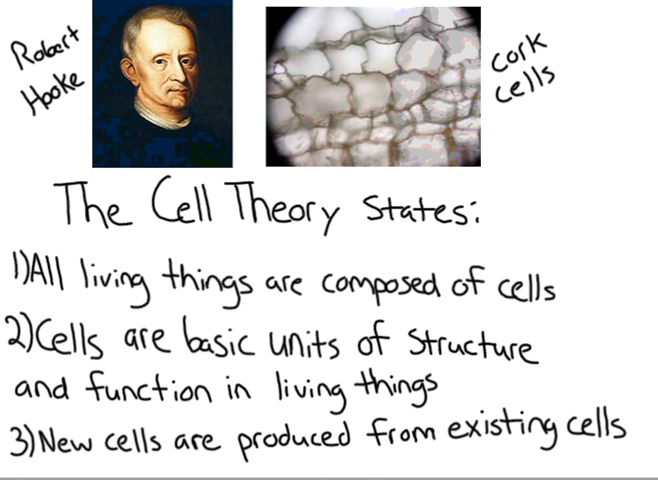 Robert
Hooke
cork
cells
The Cell Theory States:
1)All living things are composed of cells
2)Cells are basic units of structure
and function in living things
3)New cells are produced from existing cells